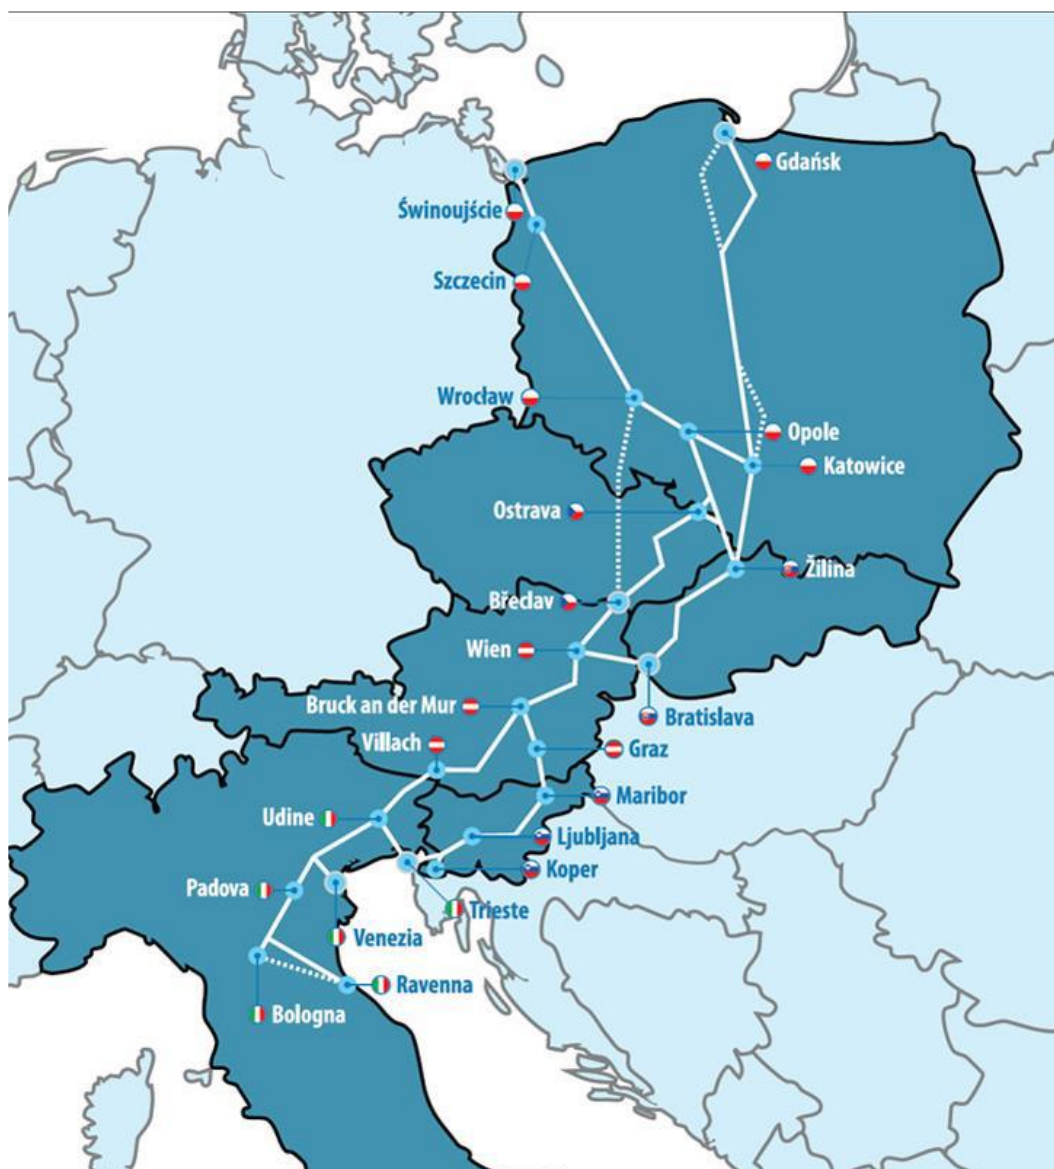 Gdańsk
Świnoujście
Szczecin
Wrocław
Opole
Katowice
Ostrava
Žilina
Břeclav
Wien
Bruck an der Mur
Bratislava
Villach
Graz
Maribor
Udine
Ljubljana
Koper
Padova
Trieste
Venezia
Ravenna
Bologna